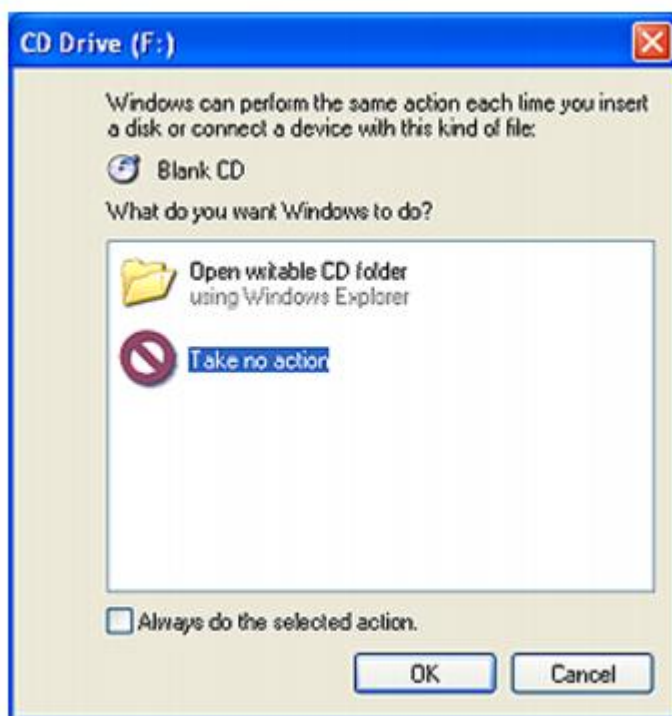 CD Drive (F:)
Windows can perform the same action each time you insert
a disk or connect a device with this kind of file:
Blank CD
What do you want Windows to do?
Open writable CD folder
using Windows Explorer
Take no action
Always do the selected action.
OK
Cancel